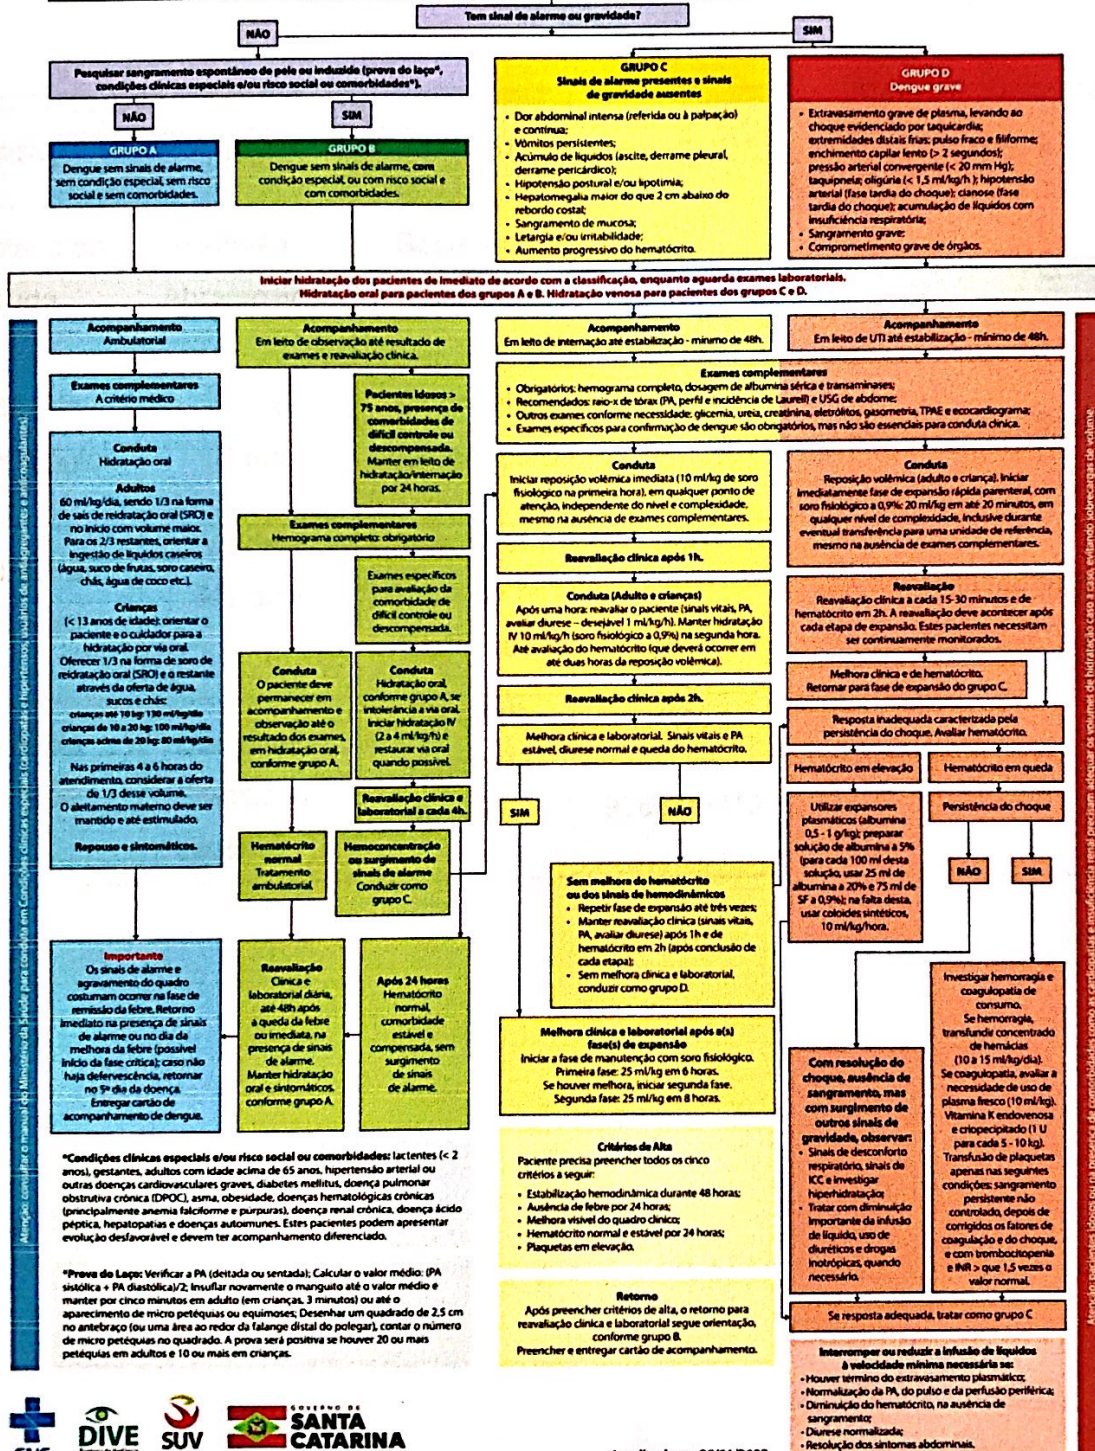 Tem sinal de alarme ou gravidade?
NÃO
SIM
Pesquisar sangramento espontâneo de pele ou induzido (prova do laço*,
condições clínicas especiais e/ou risco social ou comorbidades*).
NÃO
SIM
GRUPO A
Dengue sem sinais de alarme,
sem condição especial, sem risco
social e sem comorbidades.
GRUPO B
Dengue sem sinais de alarme, com
condição especial, ou com risco social e
com comorbidades.
GRUPO C
Sinais de alarme presentes e sinais
de gravidade ausentes
• Dor abdominal intensa (referida ou à palpação)
e contínua;
• Vômitos persistentes;
• Acúmulo de líquidos (ascite, derrame pleural,
derrame pericárdico);
• Hipotensão postural e/ou lipotimia;
• Hepatomegalia maior do que 2 cm abaixo do
rebordo costal;
• Sangramento de mucosa;
• Letargia e/ou irritabilidade;
• Aumento progressivo do hematócrito.
GRUPO D
Dengue grave
• Extravasamento grave de plasma, levando ao
choque evidenciado por taquicardia;
extremidades distais frias; pulso fraco e filiforme;
enchimento capilar lento (> 2 segundos);
pressão arterial convergente (< 20 mm Hg);
taquipneia; oligúria (< 1,5 ml/kg/h ); hipotensão
arterial (fase tardia do choque); cianose (fase
tardia do choque); acumulação de líquidos com
insuficiência respiratória;
• Sangramento grave;
• Comprometimento grave de órgãos.
Iniciar hidratação dos pacientes de imediato de acordo com a classificação, enquanto aguarda exames laboratoriais.
Hidratação oral para pacientes dos grupos A e B. Hidratação venosa para pacientes dos grupos C e D.
Atenção: consultar o manual do Ministério da Saúde para conduta em Condições clínicas especiais (cardiopatas e hipertensos, usuários de antiagregantes e anticoagulantes).
Acompanhamento
Ambulatorial
Exames complementares
A critério médico
Conduta
Hidratação oral
Adultos
60 ml/kg/dia, sendo 1/3 na forma
de sais de reidratação oral (SRO) e
no início com volume maior.
Para os 2/3 restantes, orientar a
ingestão de líquidos caseiros
(água, suco de frutas, soro caseiro,
chás, água de coco etc.).
Crianças
(< 13 anos de idade): orientar o
paciente e o cuidador para a
hidratação por via oral.
Oferecer 1/3 na forma de soro de
reidratação oral (SRO) e o restante
através da oferta de água,
sucos e chás:
crianças até 10 kg: 130 ml/kg/dia
crianças de 10 a 20 kg: 100 ml/kg/dia
crianças acima de 20 kg: 80 ml/kg/dia
Nas primeiras 4 a 6 horas do
atendimento, considerar a oferta
de 1/3 desse volume.
O aleitamento materno deve ser
mantido e até estimulado.
Repouso e sintomáticos.
Importante
Os sinais de alarme e
agravamento do quadro
costumam ocorrer na fase de
remissão da febre. Retorno
imediato na presença de sinais
de alarme ou no dia da
melhora da febre (possível
início da fase crítica); caso não
haja defervescência, retornar
no 5º dia da doença.
Entregar cartão de
acompanhamento de dengue.
Acompanhamento
Em leito de observação até resultado de
exames e reavaliação clínica.
Pacientes Idosos >
75 anos, presença de
comorbidades de
difícil controle ou
descompensada.
Manter em leito de
hidratação/internação
por 24 horas.
Exames complementares
Hemograma completo: obrigatório
Exames específicos
para avaliação da
comorbidade de
difícil controle ou
descompensada.
Conduta
O paciente deve
permanecer em
acompanhamento e
observação até o
resultado dos exames,
em hidratação oral,
conforme grupo A.
Conduta
Hidratação oral,
conforme grupo A, se
intolerância a via oral.
Iniciar hidratação IV
(2 a 4 ml/kg/h) e
restaurar via oral
quando possível.
Reavaliação clínica e
laboratorial a cada 4h.
Hematócrito
normal
Tratamento
ambulatorial.
Hemoconcentração
ou surgimento de
sinais de alarme
Conduzir como
grupo C.
Reavaliação
Clínica e
laboratorial diária,
até 48h após
a queda da febre
ou imediata, na
presença de sinais
de alarme.
Manter hidratação
oral e sintomáticos,
conforme grupo A.
Após 24 horas
Hematócrito
normal,
comorbidade
estável e
compensada, sem
surgimento
de sinais
de alarme.
Acompanhamento
Em leito de internação até estabilização - mínimo de 48h.
Acompanhamento
Em leito de UTI até estabilização - mínimo de 48h.
Exames complementares
• Obrigatórios: hemograma completo, dosagem de albumina sérica e transaminases;
• Recomendados: raio-x de tórax (PA, perfil e incidência de Laurell) e USG de abdome;
• Outros exames conforme necessidade: glicemia, ureia, creatinina, eletrólitos, gasometria, TPAE e ecocardiograma;
• Exames específicos para confirmação de dengue são obrigatórios, mas não são essenciais para conduta clínica.
Conduta
Iniciar reposição volêmica imediata (10 ml/kg de soro
fisiológico na primeira hora), em qualquer ponto de
atenção, independente do nível e complexidade,
mesmo na ausência de exames complementares.
Reavaliação clínica após 1h.
Conduta (Adulto e crianças)
Após uma hora: reavaliar o paciente (sinais vitais, PA,
avaliar diurese – desejável 1 ml/kg/h). Manter hidratação
IV 10 ml/kg/h (soro fisiológico a 0,9%) na segunda hora.
Até avaliação do hematócrito (que deverá ocorrer em
até duas horas da reposição volêmica).
Reavaliação clínica após 2h.
Melhora clínica e laboratorial. Sinais vitais e PA
estável, diurese normal e queda do hematócrito.
SIM
NÃO
Sem melhora do hematócrito
ou dos sinais de hemodinâmicos
• Repetir fase de expansão até três vezes;
• Manter reavaliação clínica (sinais vitais,
PA, avaliar diurese) após 1h e de
hematócrito em 2h (após conclusão de
cada etapa);
• Sem melhora clínica e laboratorial,
conduzir como grupo D.
Melhora clínica e laboratorial após a(s)
fase(s) de expansão
Iniciar a fase de manutenção com soro fisiológico.
Primeira fase: 25 ml/kg em 6 horas.
Se houver melhora, iniciar segunda fase.
Segunda fase: 25 ml/kg em 8 horas.
Critérios de Alta
Paciente precisa preencher todos os cinco
critérios a seguir:
• Estabilização hemodinâmica durante 48 horas;
• Ausência de febre por 24 horas;
• Melhora visível do quadro clínico;
• Hematócrito normal e estável por 24 horas;
• Plaquetas em elevação.
Retorno
Após preencher critérios de alta, o retorno para
reavaliação clínica e laboratorial segue orientação,
conforme grupo B.
Preencher e entregar cartão de acompanhamento.
Conduta
Reposição volêmica (adulto e criança). Iniciar
imediatamente fase de expansão rápida parenteral, com
soro fisiológico a 0,9%: 20 ml/kg em até 20 minutos, em
qualquer nível de complexidade, inclusive durante
eventual transferência para uma unidade de referência,
mesmo na ausência de exames complementares.
Reavaliação
Reavaliação clínica a cada 15-30 minutos e de
hematócrito em 2h. A reavaliação deve acontecer após
cada etapa de expansão. Estes pacientes necessitam
ser continuamente monitorados.
Melhora clínica e de hematócrito.
Retornar para fase de expansão do grupo C.
Resposta inadequada caracterizada pela
persistência do choque. Avaliar hematócrito.
Hematócrito em elevação
Hematócrito em queda
Utilizar expansores
plasmáticos (albumina
0,5 - 1 g/kg); preparar
solução de albumina a 5%
(para cada 100 ml desta
solução, usar 25 ml de
albumina a 20% e 75 ml de
SF a 0,9%); na falta desta,
usar coloides sintéticos,
10 ml/kg/hora.
Persistência do choque
NÃO
SIM
Com resolução do
choque, ausência de
sangramento, mas
com surgimento de
outros sinais de
gravidade, observar:
• Sinais de desconforto
respiratório, sinais de
ICC e investigar
hiperhidratação;
• Tratar com diminuição
importante da infusão
de líquido, uso de
diuréticos e drogas
inotrópicas, quando
necessário.
Investigar hemorragia e
coagulopatia de
consumo.
Se hemorragia,
transfundir concentrado
de hemácias
(10 a 15 ml/kg/dia).
Se coagulopatia, avaliar a
necessidade de uso de
plasma fresco (10 ml/kg).
Vitamina K endovenosa
e criopecipitado (1 U
para cada 5 - 10 kg).
Transfusão de plaquetas
apenas nas seguintes
condições: sangramento
persistente não
controlado, depois de
corrigidos os fatores de
coagulação e do choque,
e com trombocitopenia
e INR > que 1,5 vezes o
valor normal.
Se resposta adequada, tratar como grupo C
Interromper ou reduzir a infusão de líquidos
à velocidade mínima necessária se:
• Houver término do extravasamento plasmático;
• Normalização da PA, do pulso e da perfusão periférica;
• Diminuição do hematócrito, na ausência de
sangramento;
• Diurese normalizada;
• Resolução dos sintomas abdominais.
*Condições clínicas especiais e/ou risco social ou comorbidades: lactentes (< 2
anos), gestantes, adultos com idade acima de 65 anos, hipertensão arterial ou
outras doenças cardiovasculares graves, diabetes mellitus, doença pulmonar
obstrutiva crônica (DPOC), asma, obesidade, doenças hematológicas crônicas
(principalmente anemia falciforme e púrpuras), doença renal crônica, doença ácido
péptica, hepatopatias e doenças autoimunes. Estes pacientes podem apresentar
evolução desfavorável e devem ter acompanhamento diferenciado.
*Prova do Laço: Verificar a PA (deitada ou sentada); Calcular o valor médio: (PA
sistólica + PA diastólica)/2; Insuflar novamente o manguito até o valor médio e
manter por cinco minutos em adulto (em crianças, 3 minutos) ou até o
aparecimento de micro petéquias ou equimoses; Desenhar um quadrado de 2,5 cm
no antebraço (ou uma área ao redor da falange distal do polegar), contar o número
de micro petéquias no quadrado. A prova será positiva se houver 20 ou mais
petéquias em adultos e 10 ou mais em crianças.
DIVE
SUV
GOVERNO DE
SANTA
CATARINA